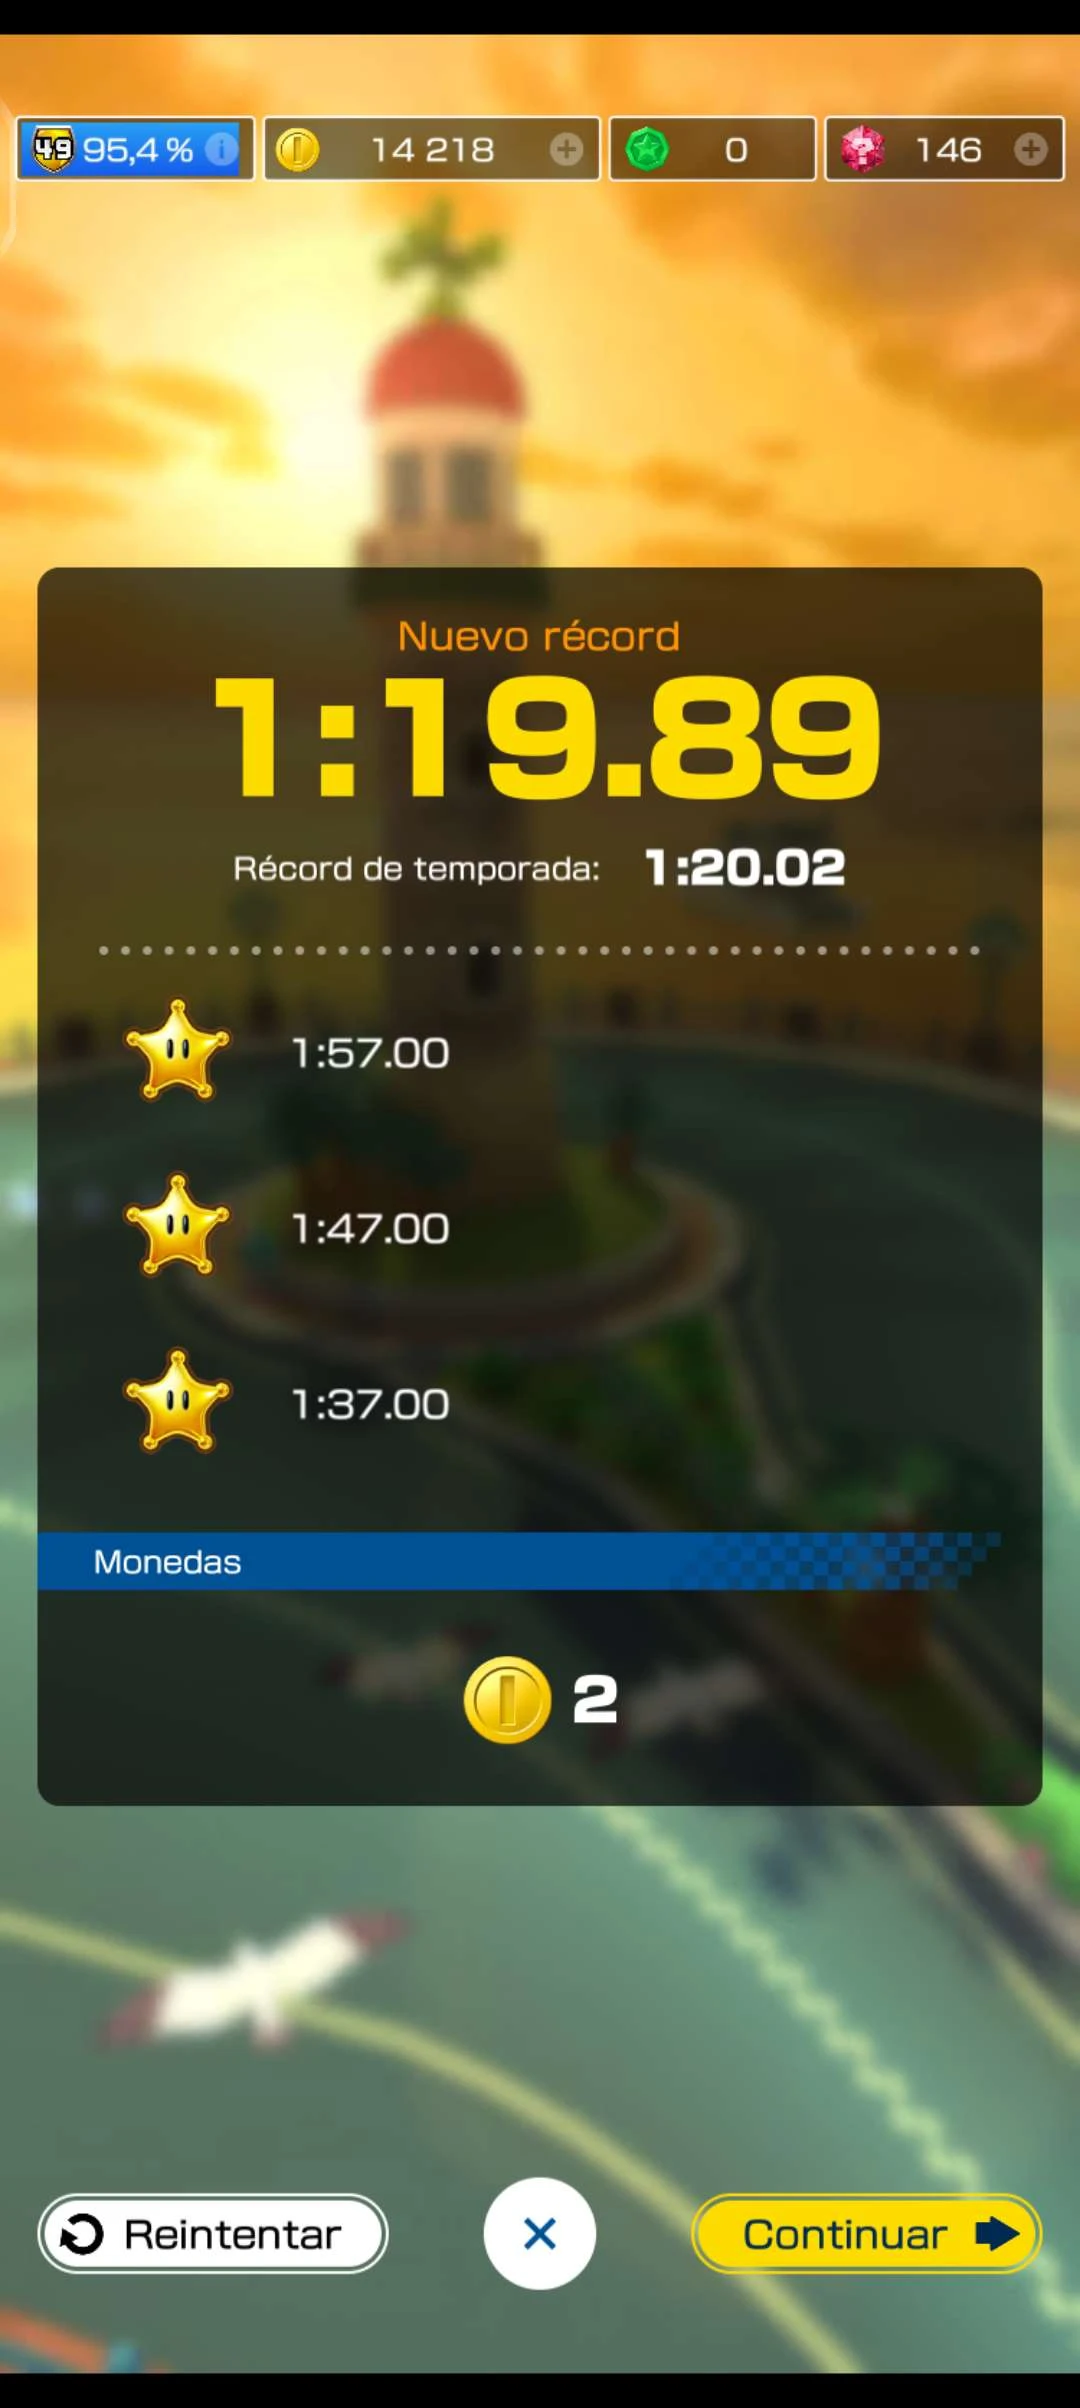 49 95,4 % 14 218 0 146
Nuevo récord
1:19.89
Récord de temporada: 1:20.02
1:57.00
1:47.00
1:37.00
Monedas
2
Reintentar Continuar